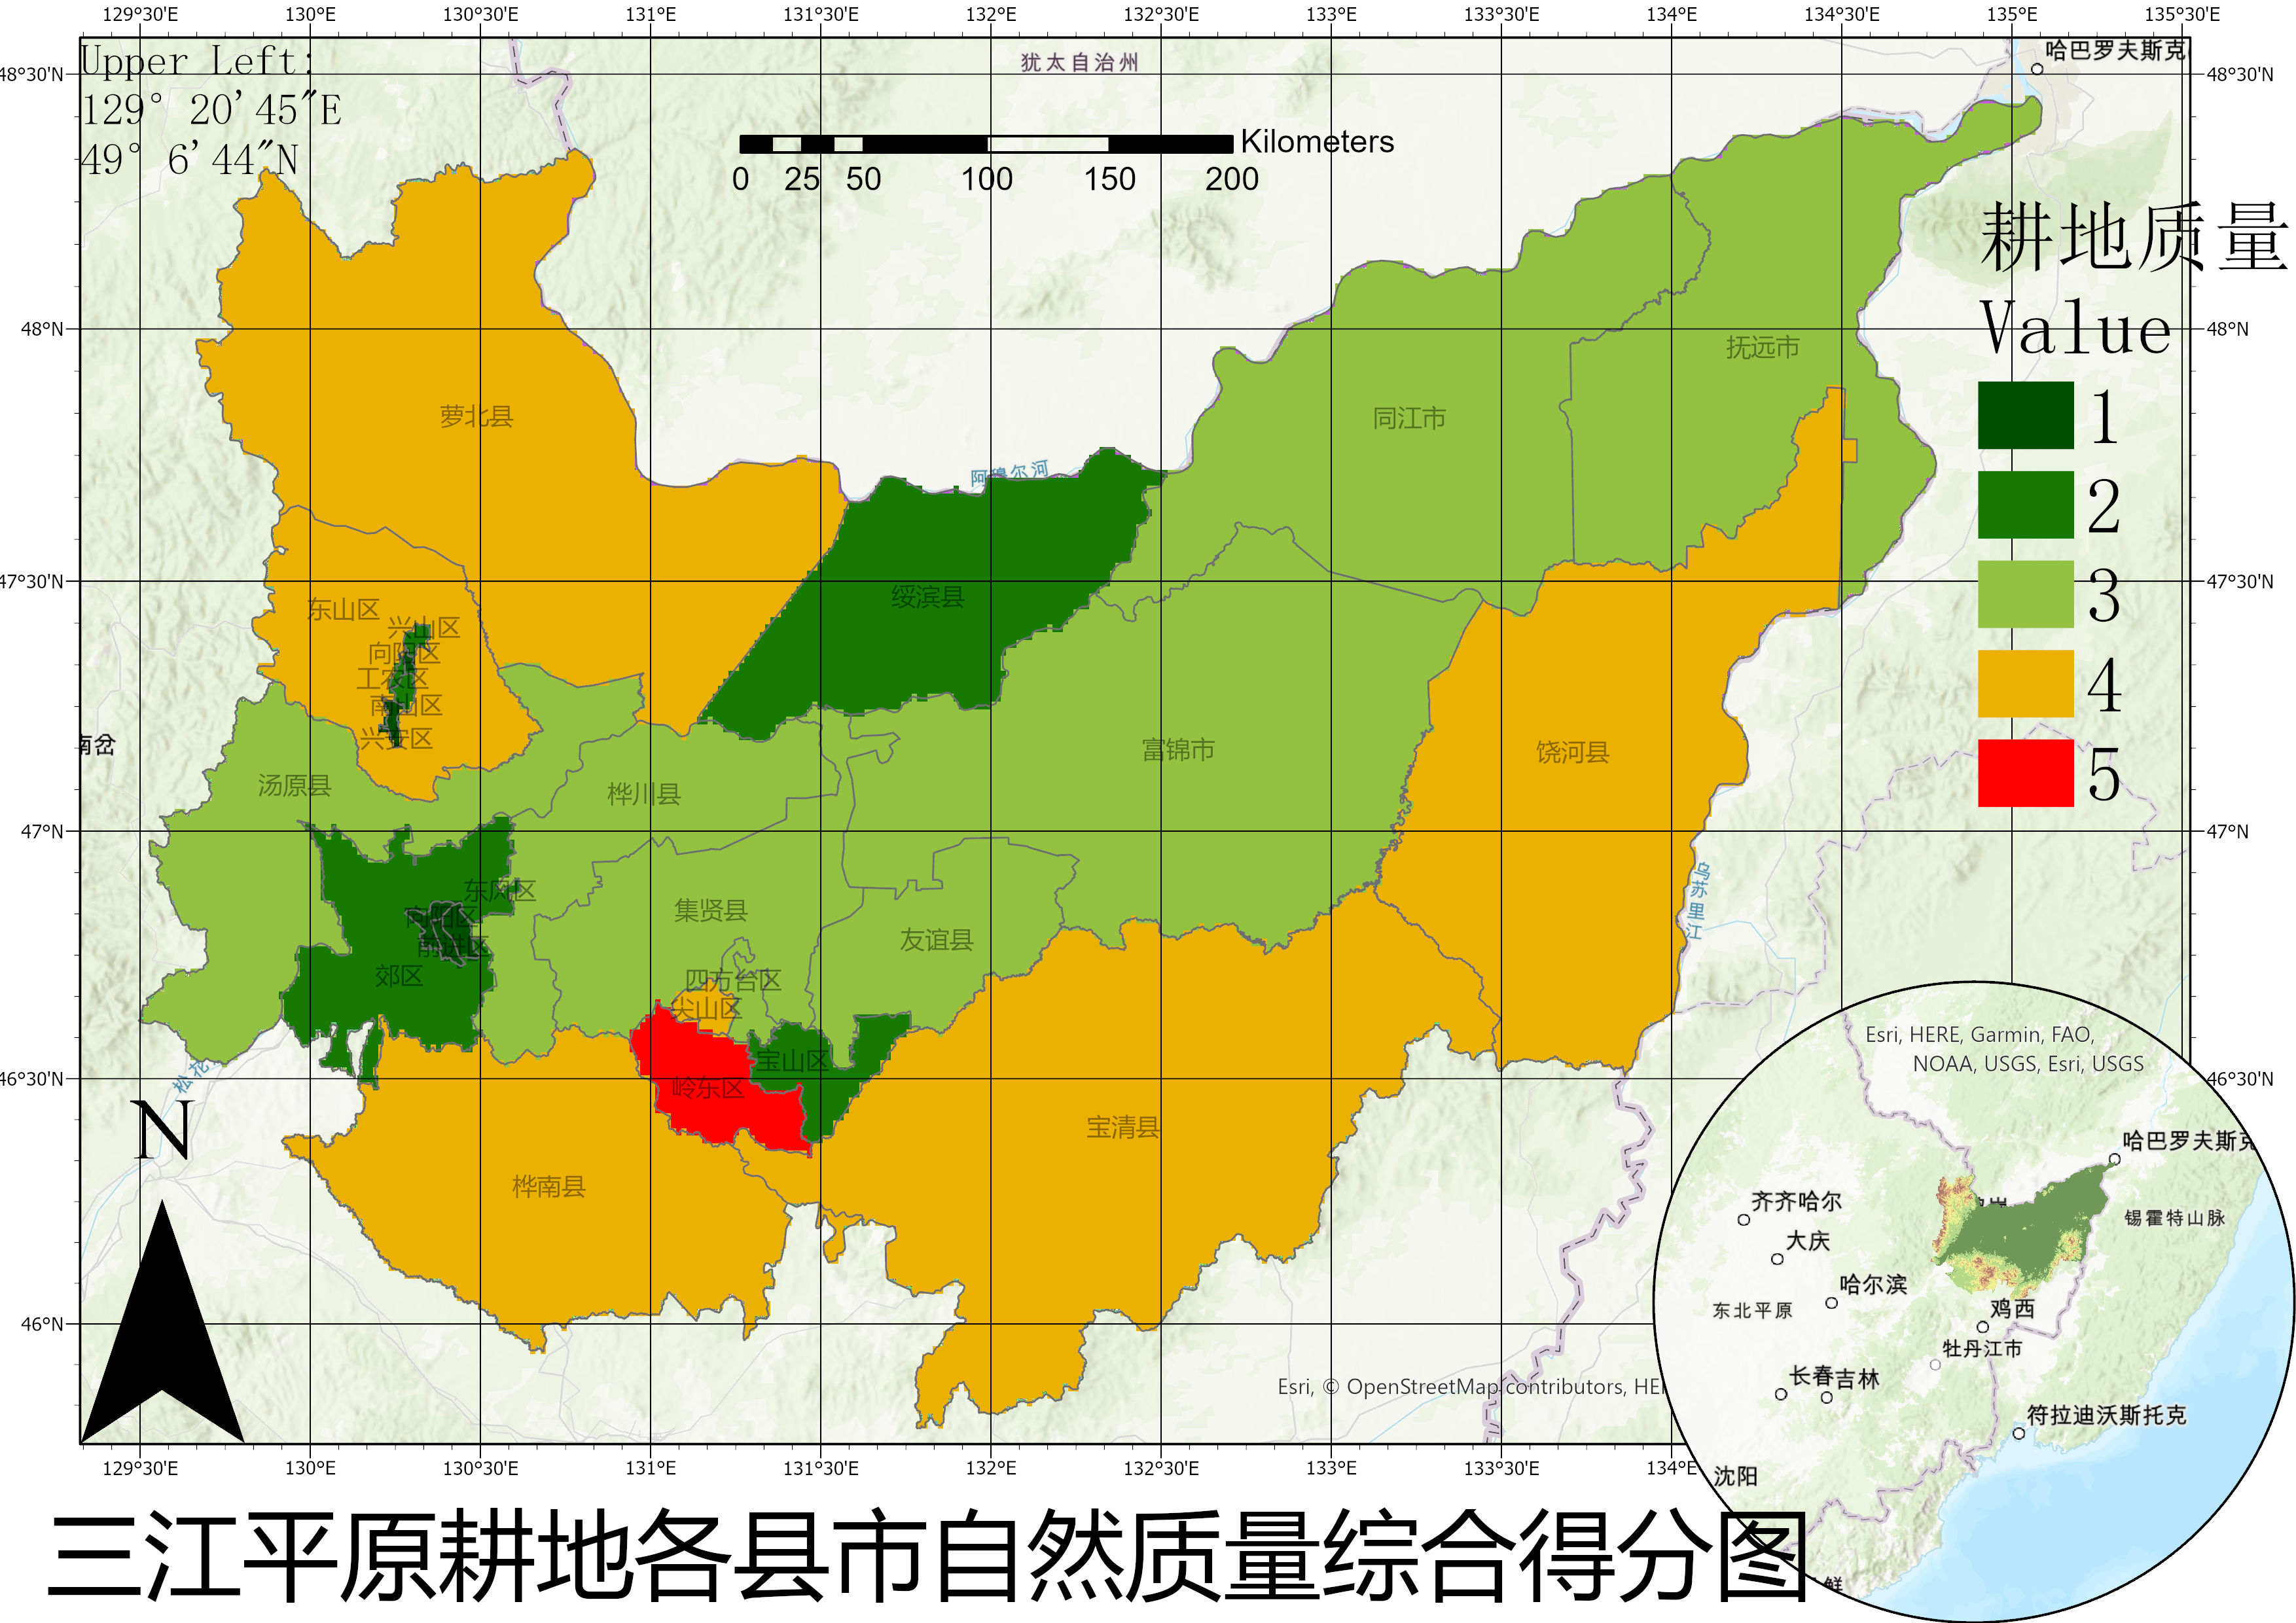 129°30'E 130°E 130°30'E 131°E 131°30'E 132°E 132°30'E 133°E 133°30'E 134°E 134°30'E 135°E 135°30'E
Upper Left:
129° 20'45"E
49° 6'44"N
犹太自治州
哈巴罗夫斯克
48°30'N
48°30'N
Kilometers
0 25 50 100 150 200
耕地质量
Value
1
2
3
4
5
48°N
48°N
抚远市
萝北县
同江市
阿穆尔河
47°30'N
47°30'N
绥滨县
东山区
兴山区
向阳区
工农区
南山区
兴安区
南岔
富锦市
饶河县
汤原县
桦川县
47°N
47°N
东风区
向阳区
前进区
郊区
集贤县
友谊县
乌苏里江
四方台区
尖山区
宝山区
岭东区
46°30'N
46°30'N
松花
宝清县
桦南县
N
46°N
46°N
Esri, © OpenStreetMap contributors, HE
Esri, HERE, Garmin, FAO,
NOAA, USGS, Esri, USGS
哈巴罗夫斯克
齐齐哈尔
锡霍特山脉
大庆
哈尔滨
东北平原
鸡西
牡丹江市
长春
吉林
符拉迪沃斯托克
沈阳
鲜
129°30'E 130°E 130°30'E 131°E 131°30'E 132°E 132°30'E 133°E 133°30'E 134°E
三江平原耕地各县市自然质量综合得分图